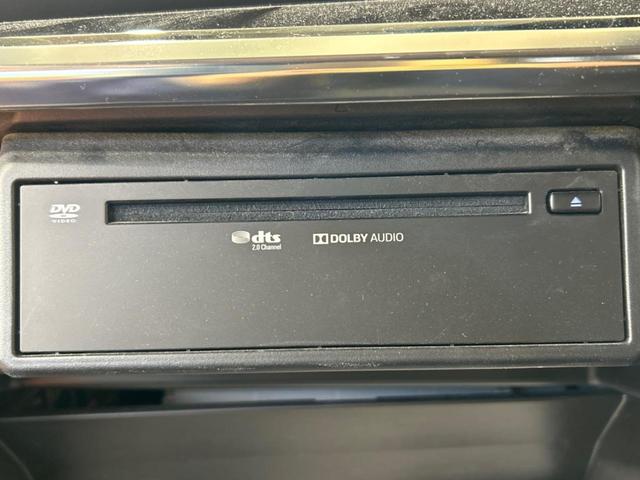 DVD
VIDEO
dts
2.0 Channel
DOLBY AUDIO